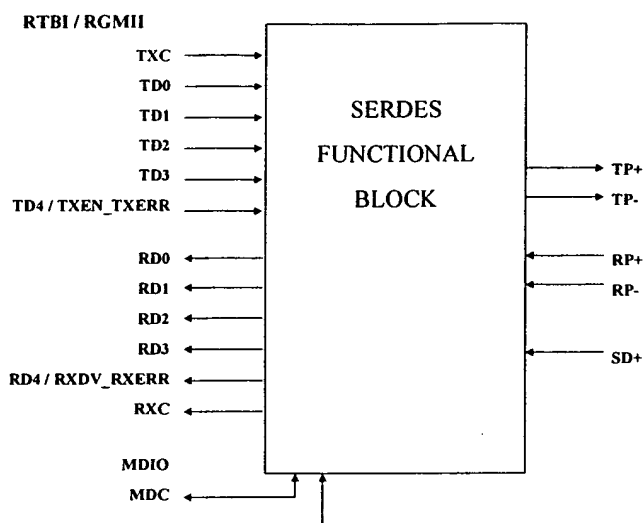 RTBI / RGMII
TXC
TD0
TD1
TD2
TD3
TD4 / TXEN_TXERR
RD0
RD1
RD2
RD3
RD4 / RXDV_RXERR
RXC
MDIO
MDC
SERDES
FUNCTIONAL
BLOCK
TP+
TP-
RP+
RP-
SD+